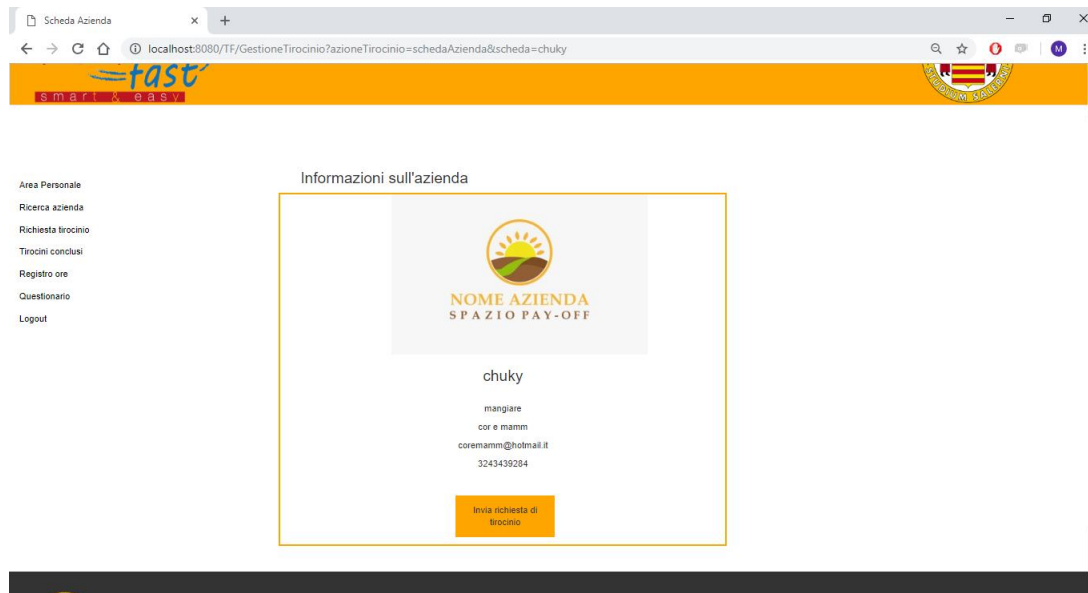 Scheda Azienda
localhost:8080/TF/GestioneTirocinio?azioneTirocinio=schedaAzienda&scheda=chuky
M
fast
smart & easy
STUDIUM SALERNI
Informazioni sull'azienda
Area Personale
Ricerca azienda
Richiesta tirocinio
Tirocini conclusi
Registro ore
Questionario
Logout
NOME AZIENDA
SPAZIO PAY-OFF
chuky
mangiare
cor e mamm
coremamm@hotmail.it
3243439284
Invia richiesta di
tirocinio